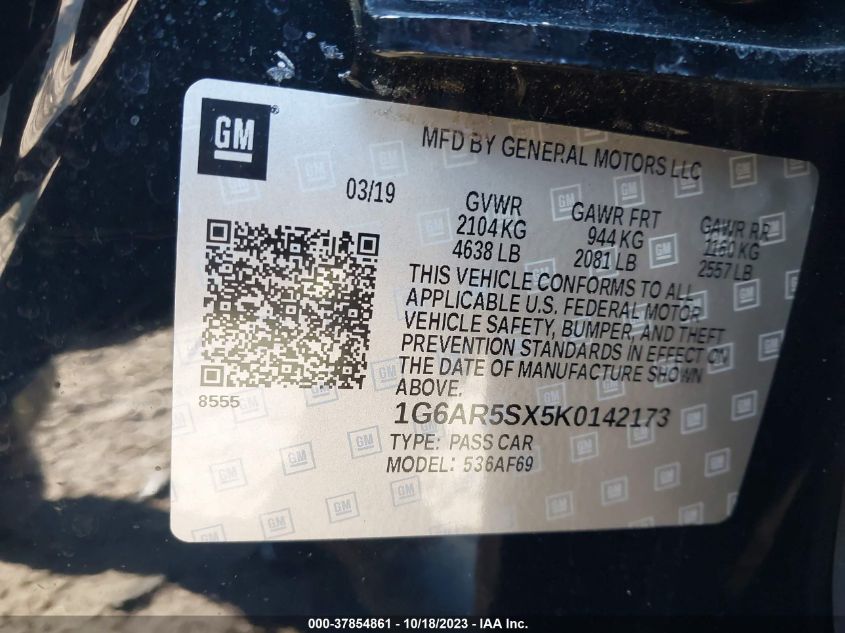 GM®
MFD BY GENERAL MOTORS LLC
03/19
GVWR
2104 KG
4638 LB
GAWR FRT
944 KG
2081 LB
GAWR RR
1160 KG
2557 LB
THIS VEHICLE CONFORMS TO ALL
APPLICABLE U.S. FEDERAL MOTOR
VEHICLE SAFETY, BUMPER, AND THEFT
PREVENTION STANDARDS IN EFFECT ON
THE DATE OF MANUFACTURE SHOWN
ABOVE.
8555
1G6AR5SX5K0142173
TYPE: PASS CAR
MODEL: 536AF69
000-37854861 - 10/18/2023 - IAA Inc.